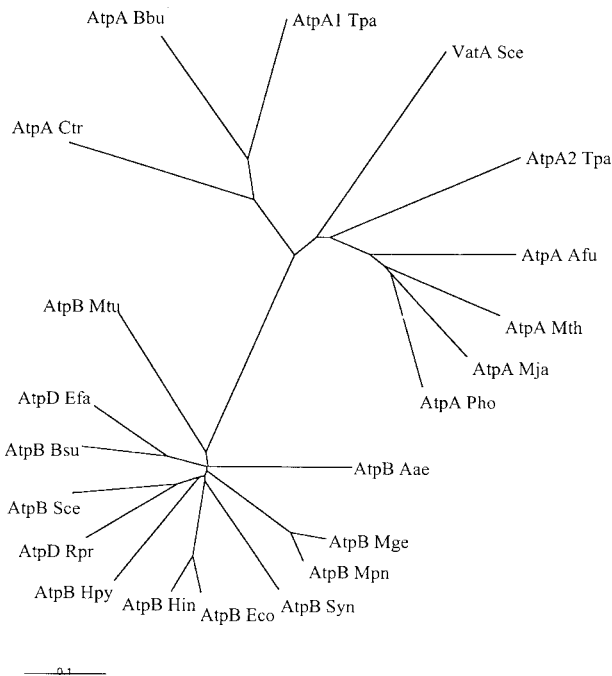 AtpA Bbu
AtpA1 Tpa
VatA Sce
AtpA Ctr
AtpA2 Tpa
AtpA Afu
AtpB Mtu
AtpA Mth
AtpA Mja
AtpD Efa
AtpA Pho
AtpB Bsu
AtpB Aae
AtpB Sce
AtpB Mge
AtpD Rpr
AtpB Mpn
AtpB Hpy
AtpB Hin
AtpB Eco
AtpB Syn
0.1